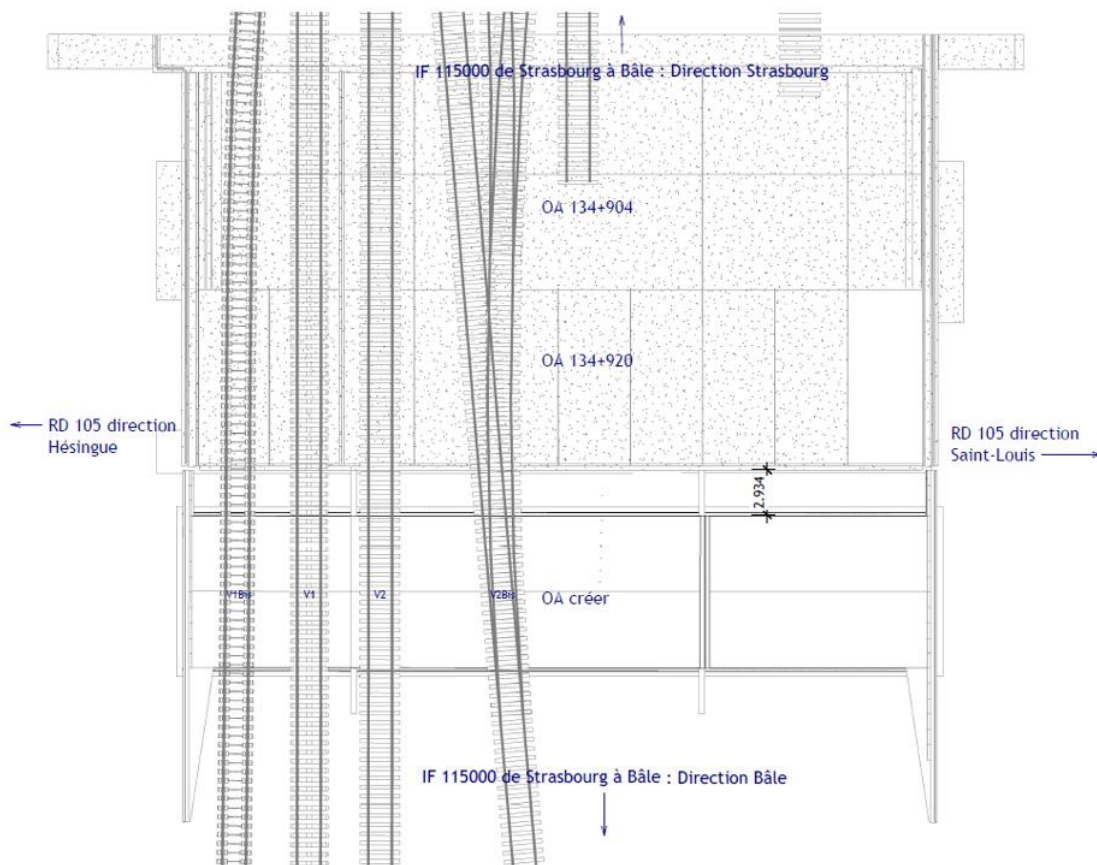 IF 115000 de Strasbourg à Bâle : Direction Strasbourg
OA 134+904
OA 134+920
RD 105 direction
Hésingue
RD 105 direction
Saint-Louis
2.934
V1Bis
V1
V2
V2Bis
OA créer
IF 115000 de Strasbourg à Bâle : Direction Bâle